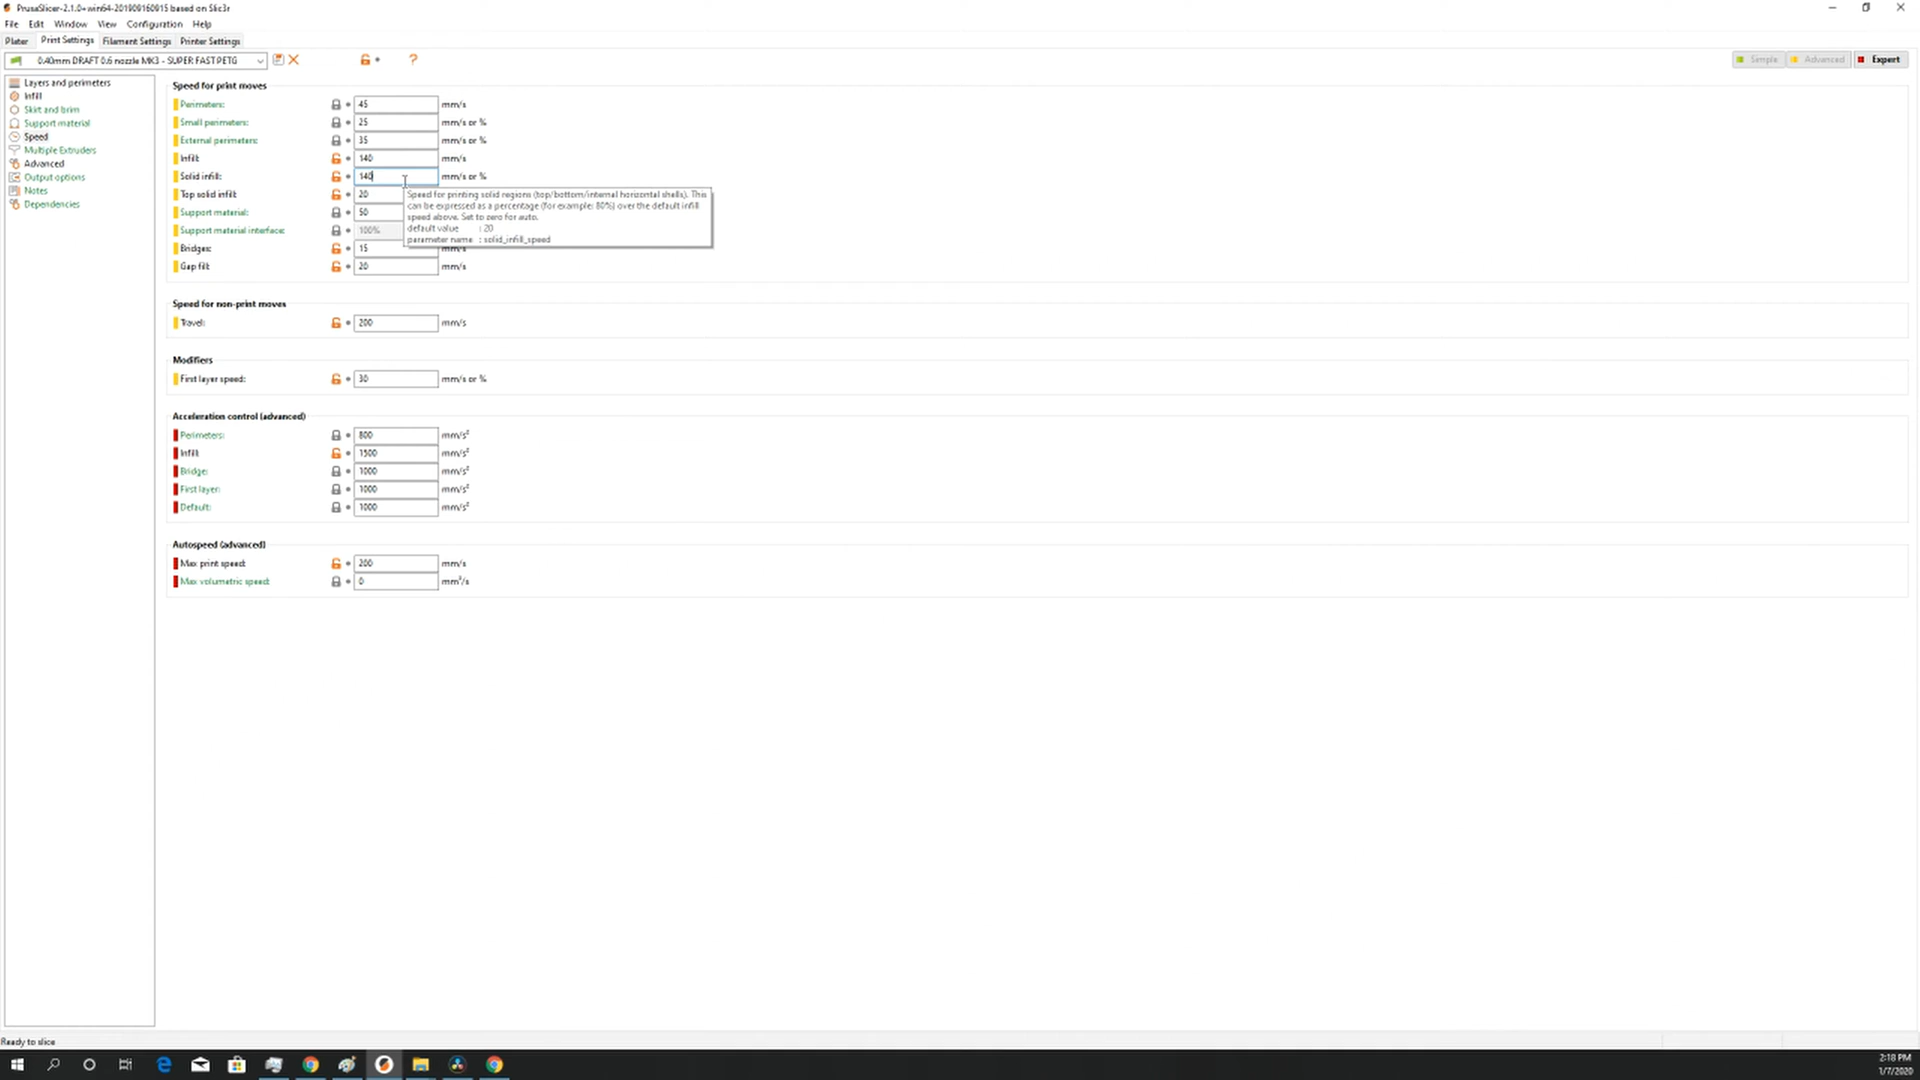 PrusaSlicer-2.1.0+win64-201909160915 based on Slic3r
File Edit Window View Configuration Help
Plater Print Settings Filament Settings Printer Settings
0.40mm DRAFT 0.6 nozzle MK3 - SUPER FAST PETG ? Simple Advanced Expert
Layers and perimeters
Infill
Skirt and brim
Support material
Speed
Multiple Extruders
Advanced
Output options
Notes
Dependencies
Speed for print moves
Perimeters: 45 mm/s
Small perimeters: 25 mm/s or %
External perimeters: 35 mm/s or %
Infill: 140 mm/s
Solid infill: 140 mm/s or %
Top solid infill: 20
Support material: 50
Support material interface: 100%
Bridges: 15 mm/s
Gap fill: 20 mm/s
Speed for printing solid regions (top/bottom/internal horizontal shells). This
can be expressed as a percentage (for example: 80%) over the default infill
speed above. Set to zero for auto.
default value : 20
parameter name : solid_infill_speed
Speed for non-print moves
Travel: 200 mm/s
Modifiers
First layer speed: 30 mm/s or %
Acceleration control (advanced)
Perimeters: 800 mm/s²
Infill: 1500 mm/s²
Bridge: 1000 mm/s²
First layer: 1000 mm/s²
Default: 1000 mm/s²
Autospeed (advanced)
Max print speed: 200 mm/s
Max volumetric speed: 0 mm³/s
Ready to slice
2:18 PM
1/7/2020